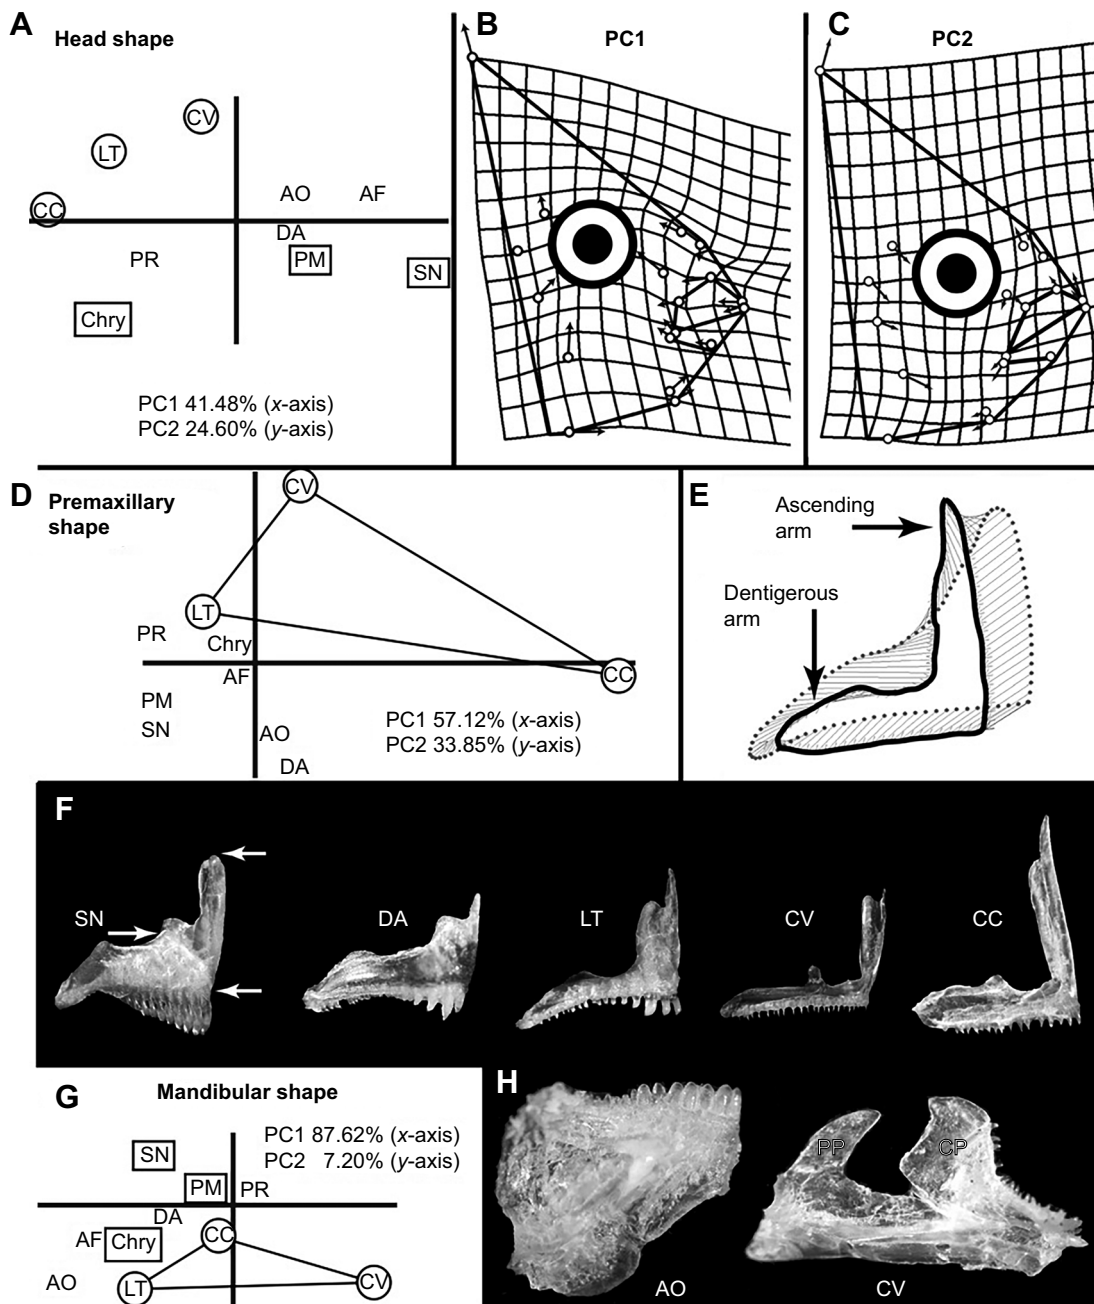 A
Head shape
CV
LT
CC
AO
AF
DA
PM
SN
PR
Chry
PC1 41.48% (x-axis)
PC2 24.60% (y-axis)
B
PC1
C
PC2
D
Premaxillary
shape
CV
LT
PR
Chry
AF
CC
PM
SN
AO
DA
PC1 57.12% (x-axis)
PC2 33.85% (y-axis)
E
Ascending
arm
Dentigerous
arm
F
SN
DA
LT
CV
CC
G
Mandibular shape
PC1 87.62% (x-axis)
PC2 7.20% (y-axis)
SN
PM
PR
DA
CC
AF
Chry
AO
LT
CV
H
PP
CP
AO
CV